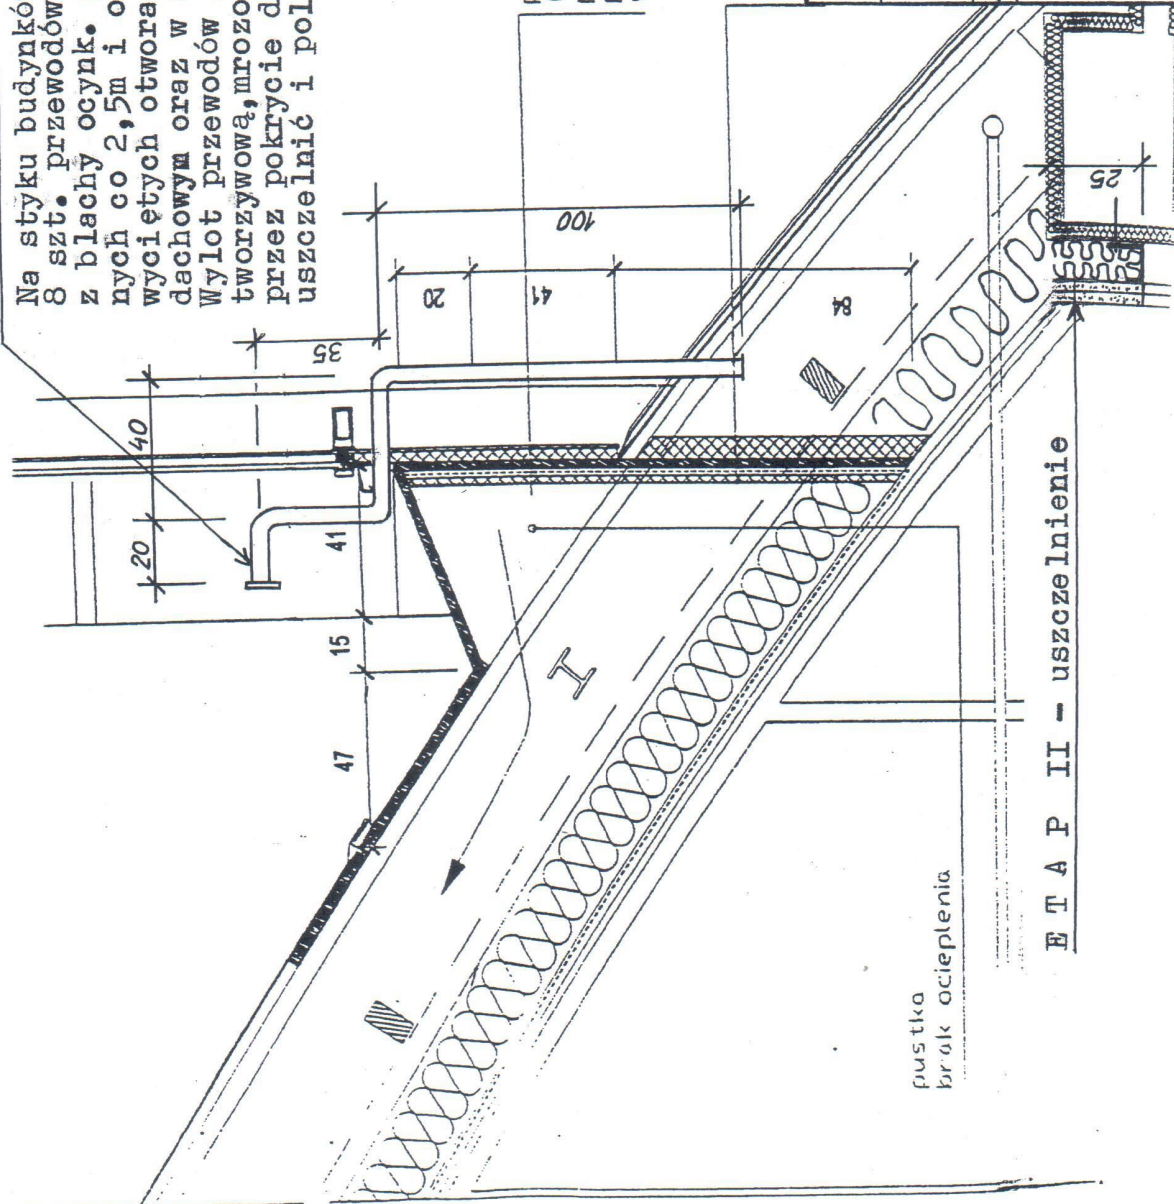 Na styku budynkó
8 szt. przewodów
z blachy ocynk.
nych co 2,5m i o
wyciętych otwora
dachowym oraz w
Wylot przewodów
tworzywą,mrozo
przez pokrycie d
uszczelnić i pol
20
40
35
100
20
41
84
41
15
47
25
pustka
brak ocieplenia
E T A P II - uszczelnienie